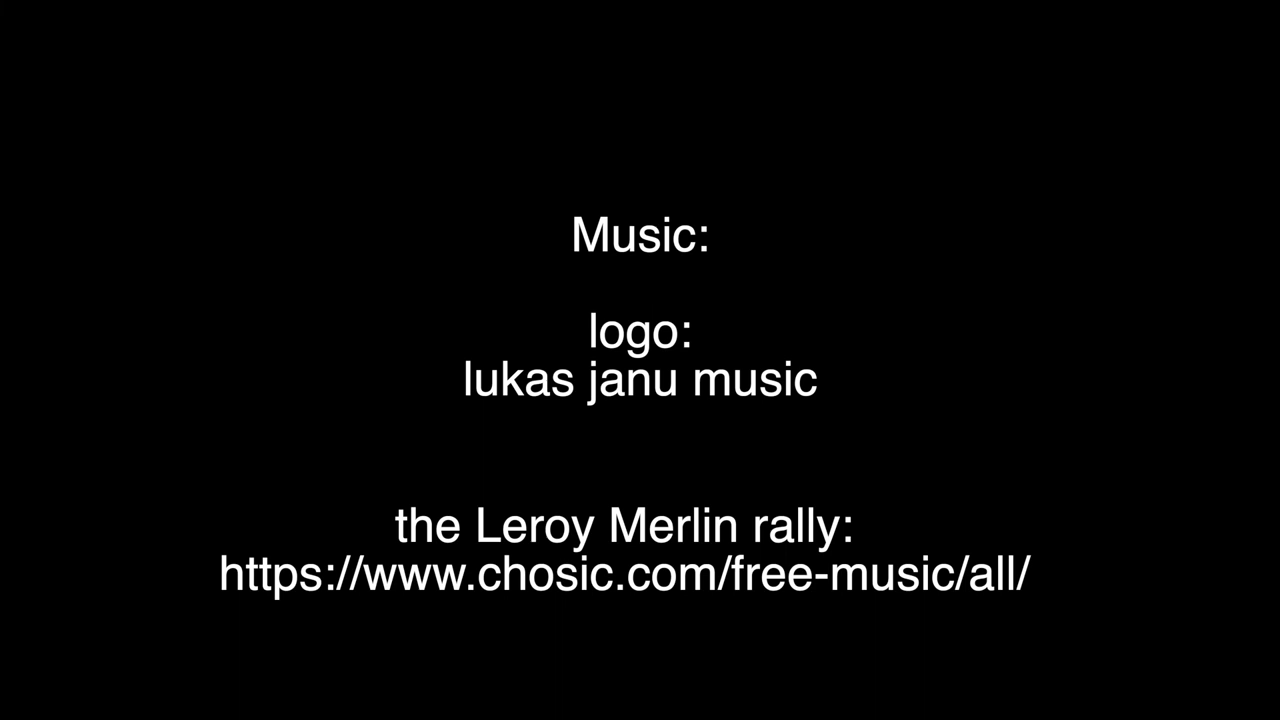 Music:
logo:
lukas janu music
the Leroy Merlin rally:
https://www.chosic.com/free-music/all/